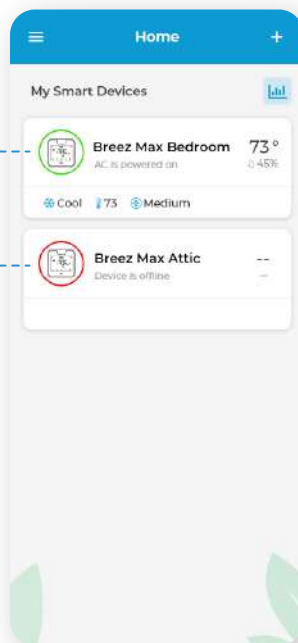 Home
My Smart Devices
Breez Max Bedroom 73°
AC is powered on 45%
Cool 73 Medium
Breez Max Attic --
Device is offline --